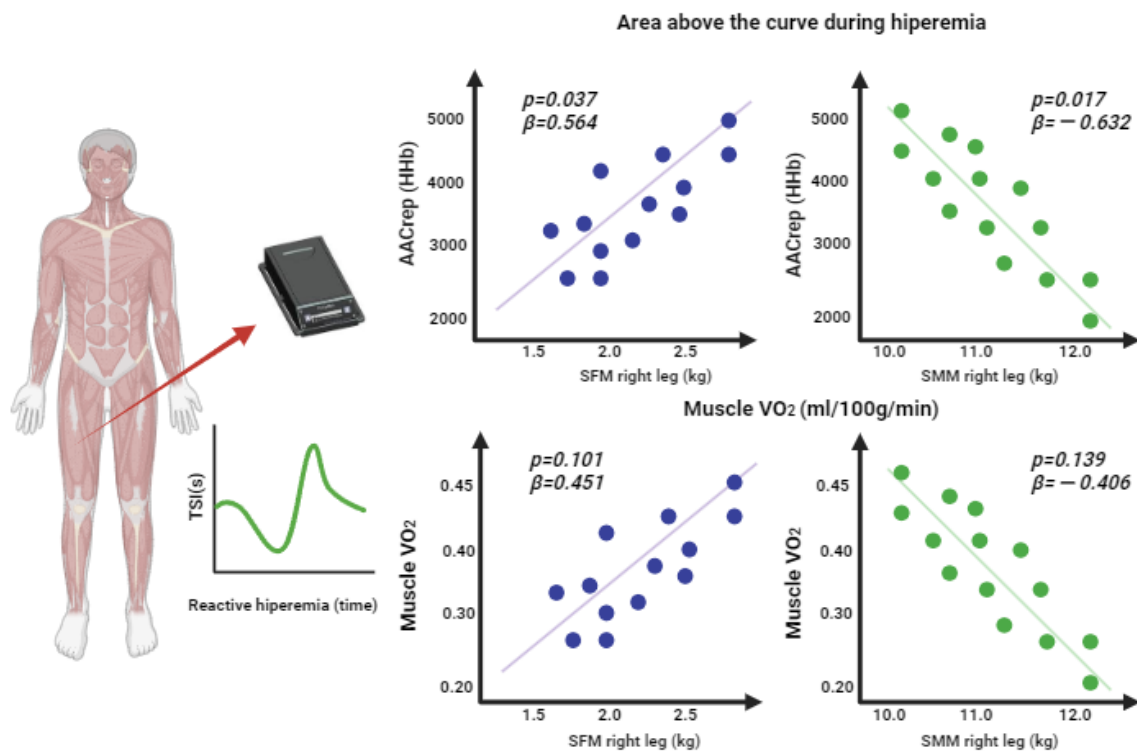 Area above the curve during hiperemia
AACrep (HHb)
5000
4000
3000
2000
p=0.037
β=0.564
1.5 2.0 2.5
SFM right leg (kg)
AACrep (HHb)
5000
4000
3000
2000
p=0.017
β=－0.632
10.0 11.0 12.0
SMM right leg (kg)
TSI(s)
Reactive hiperemia (time)
Muscle VO₂ (ml/100g/min)
Muscle VO₂
0.45
0.40
0.30
0.20
p=0.101
β=0.451
1.5 2.0 2.5
SFM right leg (kg)
Muscle VO₂
0.45
0.40
0.30
0.20
p=0.139
β=－0.406
10.0 11.0 12.0
SMM right leg (kg)